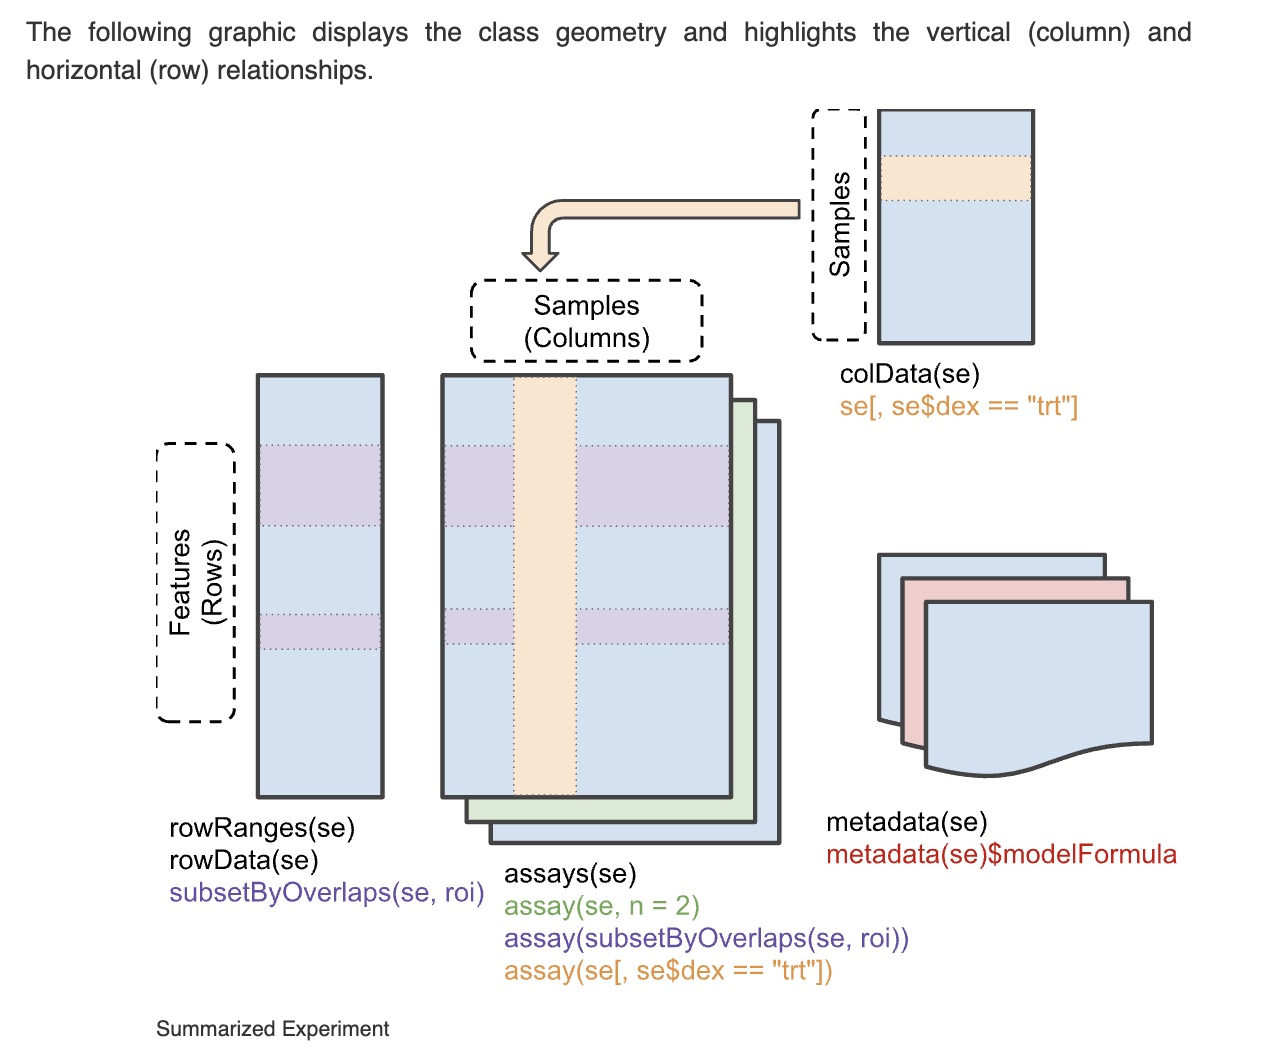 The following graphic displays the class geometry and highlights the vertical (column) and
horizontal (row) relationships.
Samples
Samples
(Columns)
colData(se)
se[, se$dex == "trt"]
Features
(Rows)
rowRanges(se)
rowData(se)
subsetByOverlaps(se, roi)
assays(se)
assay(se, n = 2)
assay(subsetByOverlaps(se, roi))
assay(se[, se$dex == "trt"])
metadata(se)
metadata(se)$modelFormula
Summarized Experiment